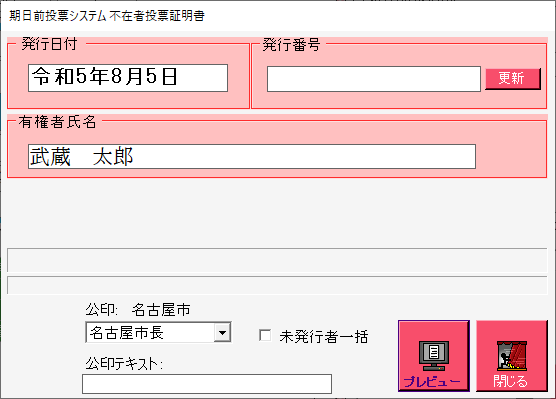 期日前投票システム 不在者投票証明書
発行日付
発行番号
令和5年8月5日
更新
有権者氏名
武蔵　太郎
公印:　名古屋市
名古屋市長
未発行者一括
公印テキスト:
プレビュー
閉じる